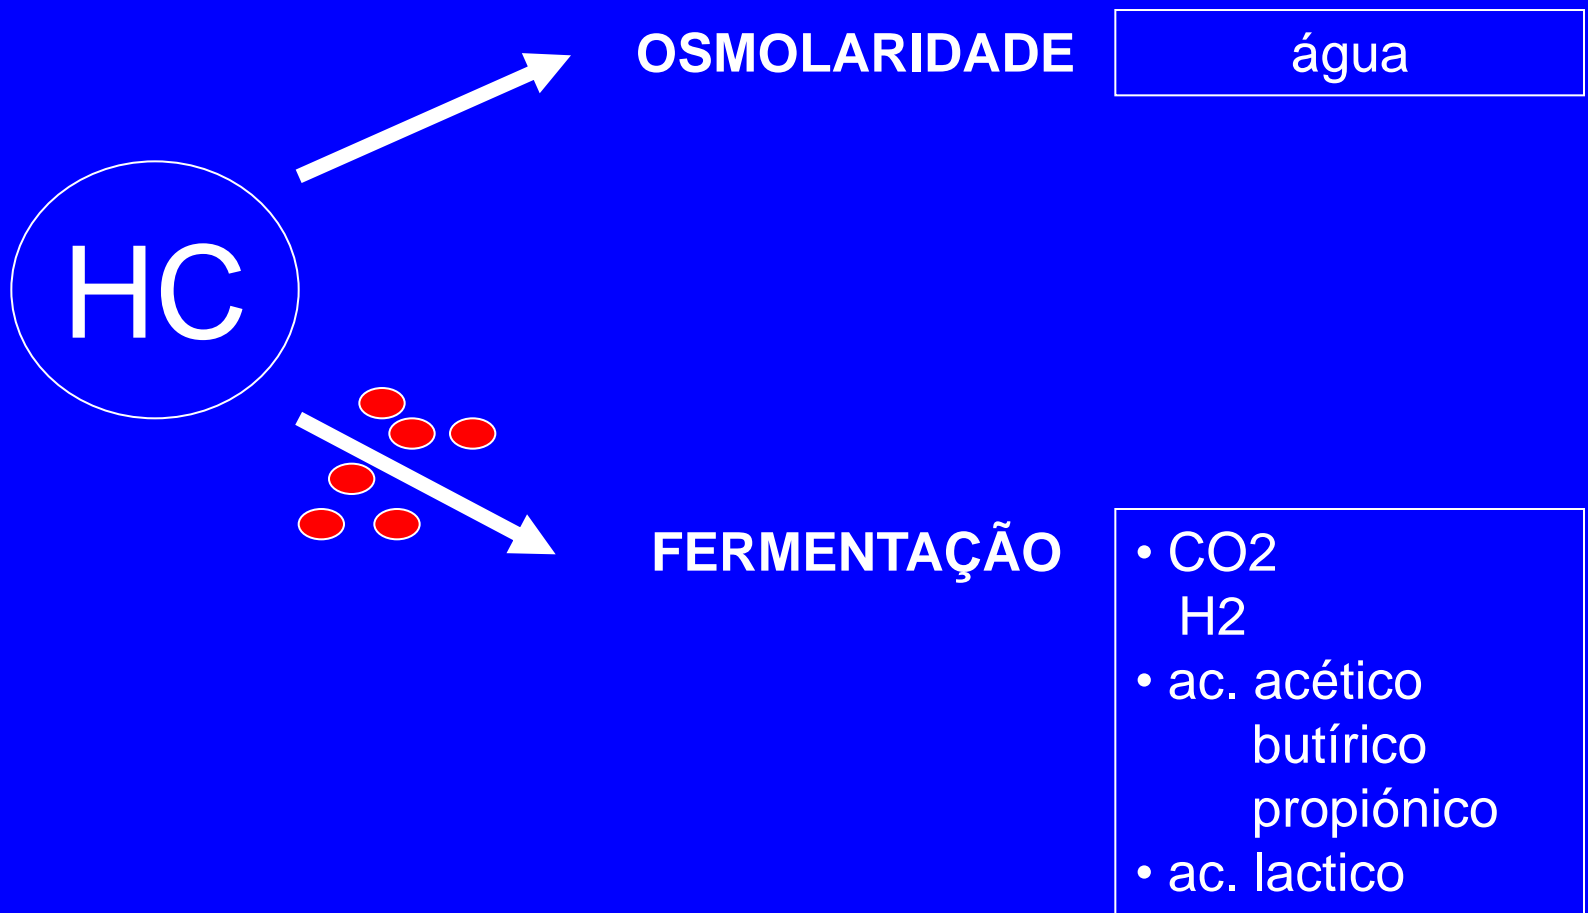 OSMOLARIDADE
água
HC
FERMENTAÇÃO
• CO2
H2
• ac. acético
butírico
propiónico
• ac. lactico